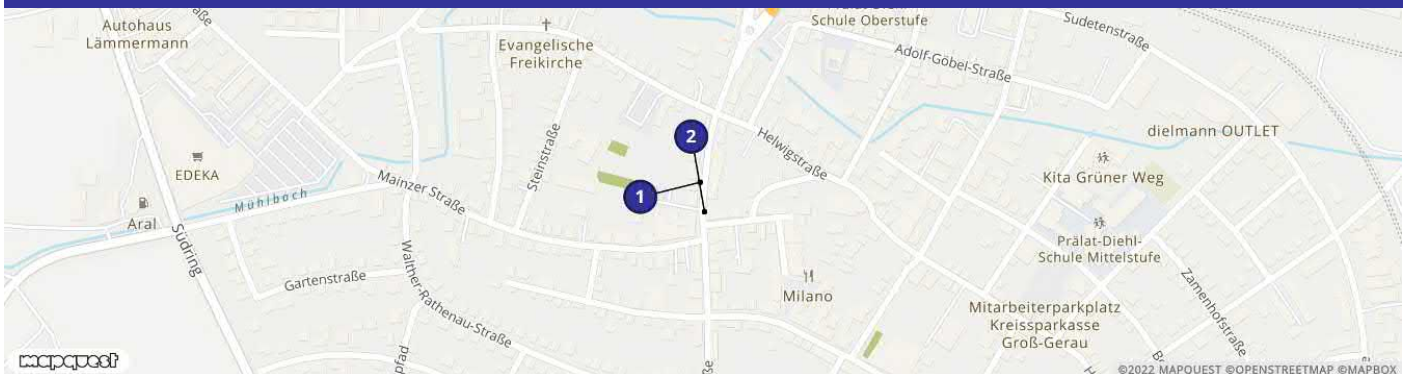 Autohaus
Lämmermann
Evangelische
Freikirche
Schule Oberstufe
Sudetenstraße
Adolf-Göbel-Straße
2
Helwigstraße
dielmann OUTLET
Steinstraße
EDEKA
Kita Grüner Weg
Mainzer Straße
1
Mühlbach
Aral
Südring
Prälat-Diehl-
Schule Mittelstufe
Gartenstraße
Walther-Rathenau-Straße
Milano
Zamenhofstraße
Mitarbeiterparkplatz
Kreissparkasse
Groß-Gerau
mapquest
©2022 MAPQUEST ©OPENSTREETMAP ©MAPBOX